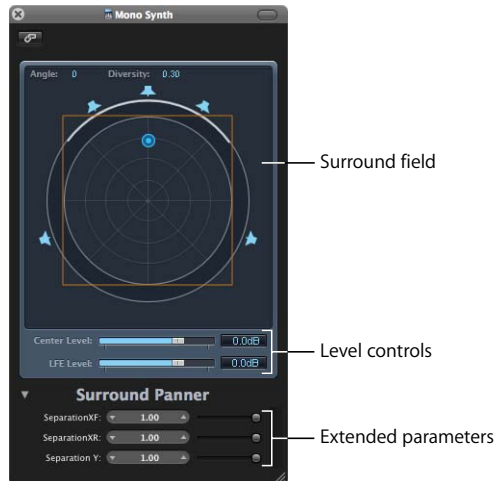 Mono Synth
Angle: 0 Diversity: 0.30
Surround field
Center Level: 0.0dB
LFE Level: 0.0dB
Level controls
Surround Panner
SeparationXF: 1.00
SeparationXR: 1.00
Separation Y: 1.00
Extended parameters